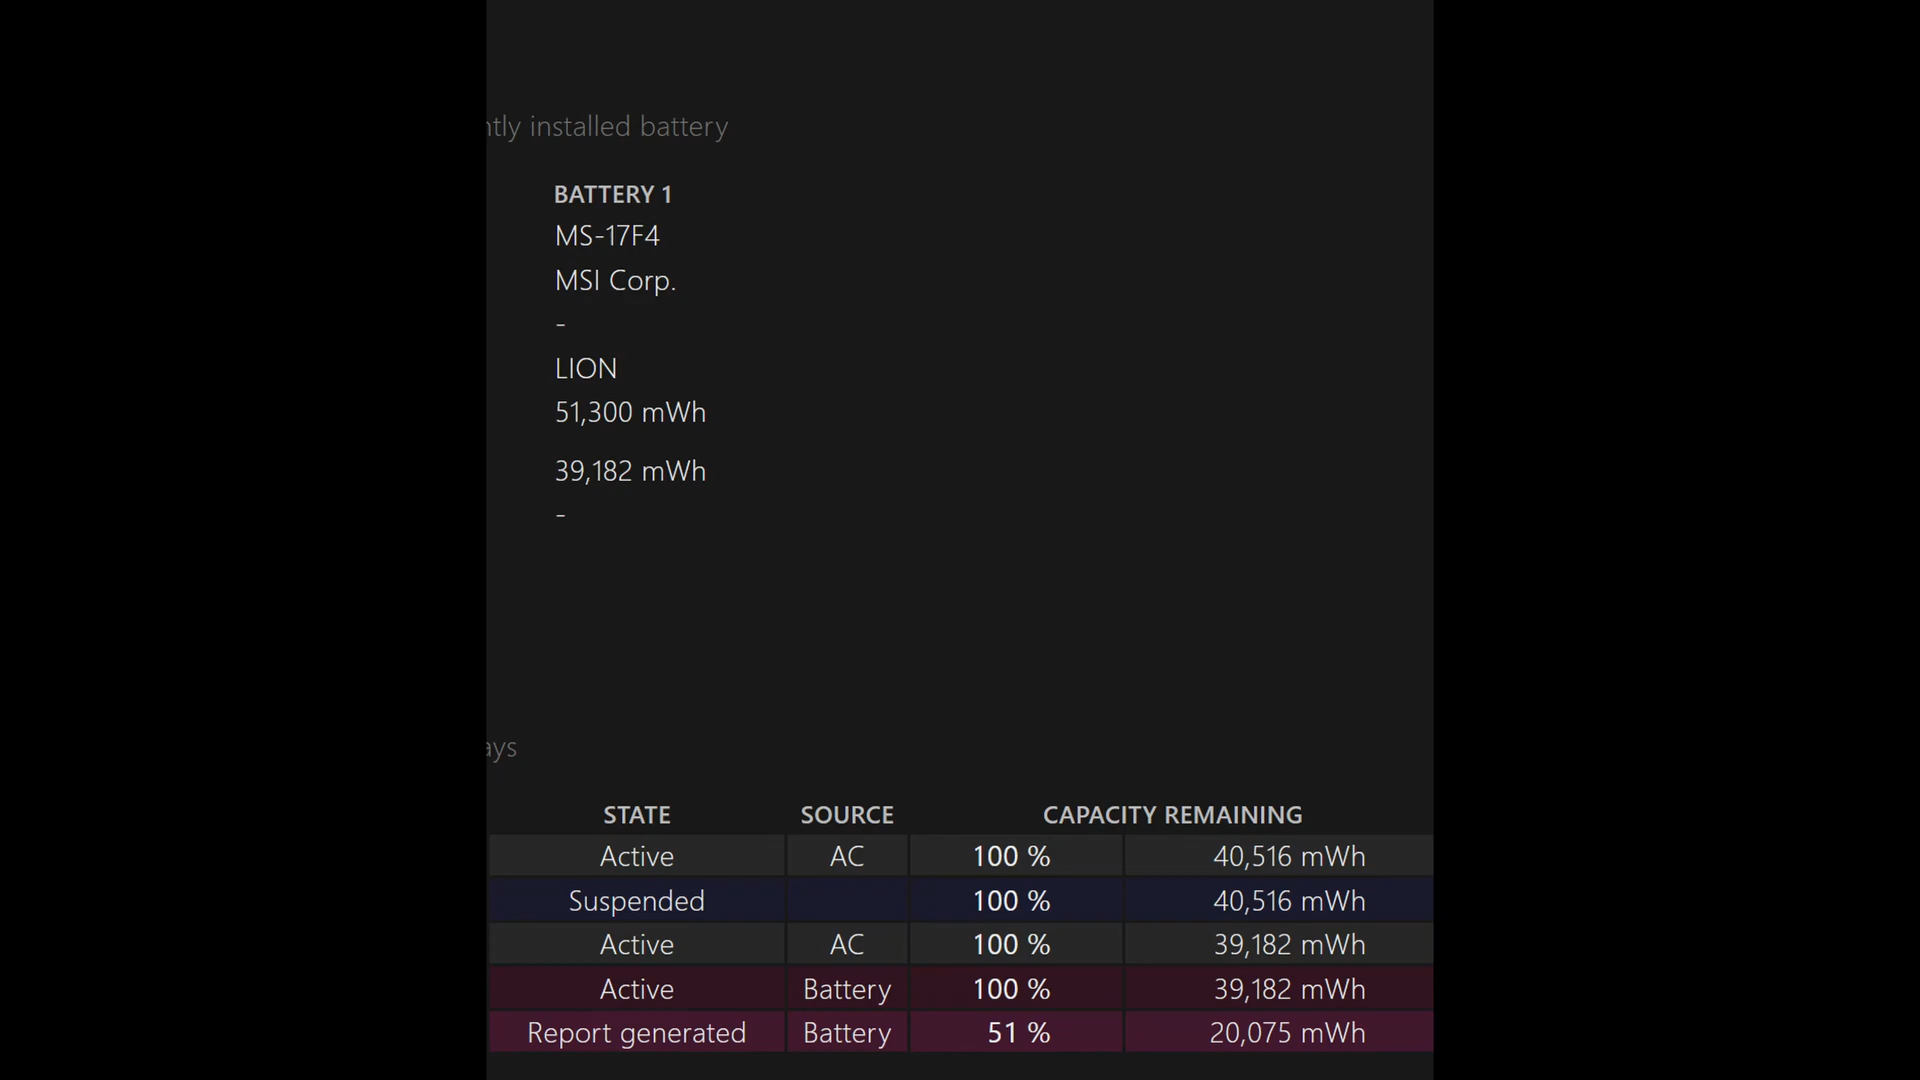 installed battery
BATTERY 1
MS-17F4
MSI Corp.
-
LION
51,300 mWh
39,182 mWh
-
STATE SOURCE CAPACITY REMAINING
Active AC 100 % 40,516 mWh
Suspended 100 % 40,516 mWh
Active AC 100 % 39,182 mWh
Active Battery 100 % 39,182 mWh
Report generated Battery 51 % 20,075 mWh